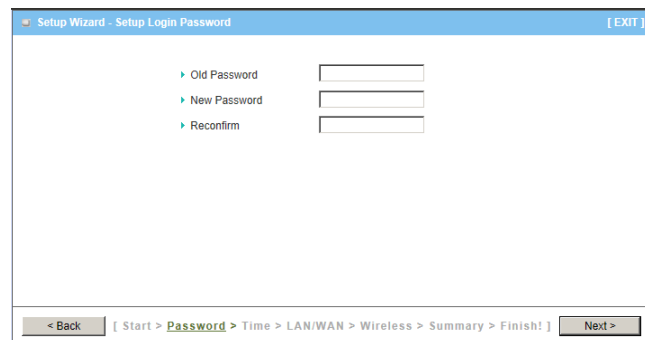 Setup Wizard - Setup Login Password [ EXIT ]
Old Password
New Password
Reconfirm
< Back [ Start > Password > Time > LAN/WAN > Wireless > Summary > Finish! ] Next >